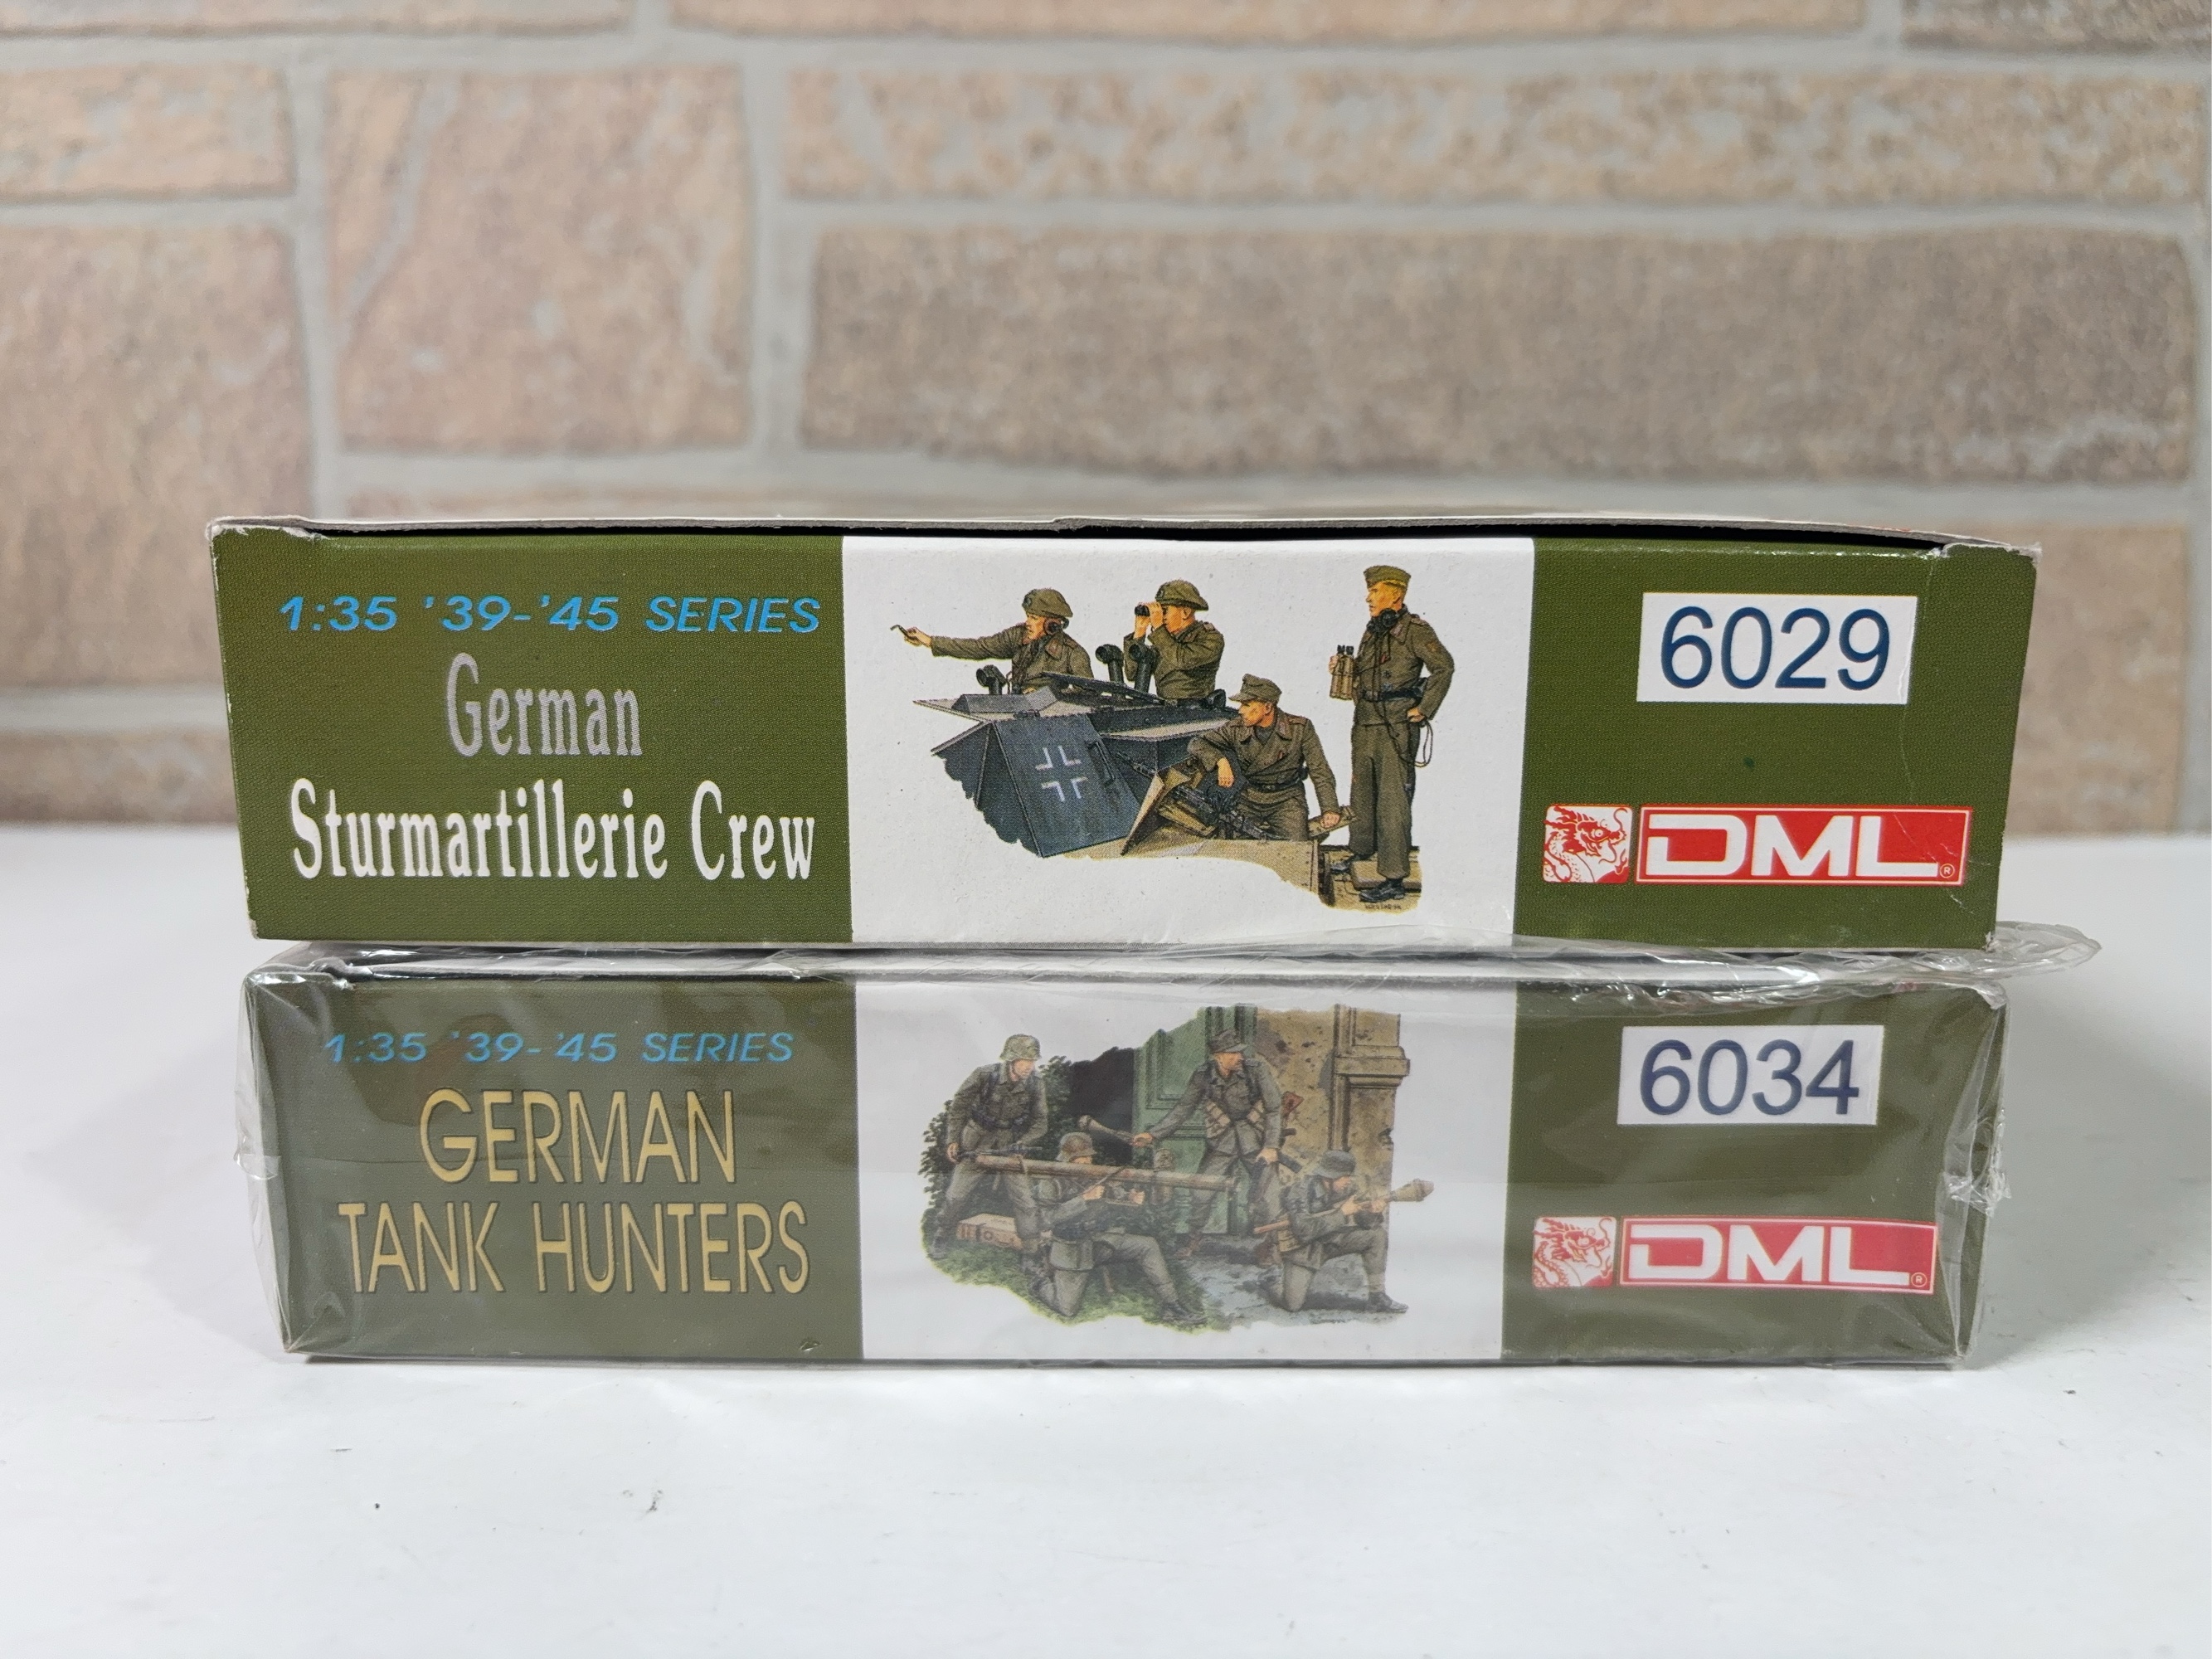 1:35 '39-'45 SERIES
German
Sturmartillerie Crew
6029
DML®
1:35 '39-'45 SERIES
GERMAN
TANK HUNTERS
6034
DML®